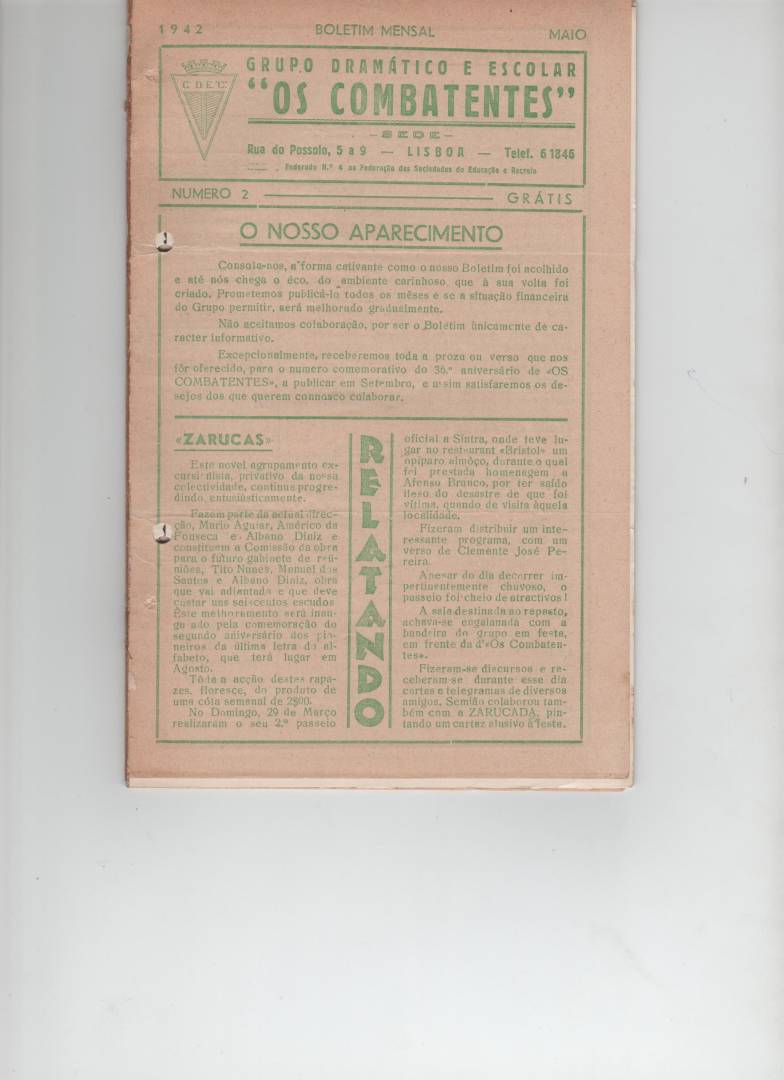 1942 BOLETIM MENSAL MAIO
C.D.E.C.
GRUPO DRAMÁTICO E ESCOLAR
"OS COMBATENTES"
—SEDE—
Rua do Possolo, 5 a 9 — LISBOA — Telef. 61846
Federado N.º 4 na Federação das Sociedades de Educação e Recreio
NUMERO 2 GRÁTIS
O NOSSO APARECIMENTO
Consola-nos, a forma cativante como o nosso Boletim foi acolhido
e até nós chega o éco, do ambiente carinhoso que à sua volta foi
criado. Prometemos publicá-lo todos os mêses e se a situação financeira
do Grupo permitir, será melhorado gradualmente.
Não aceitamos colaboração, por ser o Boletim ùnicamente de ca-
racter informativo.
Excepcionalmente, receberemos toda a proza ou verso que nos
fôr oferecido, para o numero comemorativo do 36.º aniversário de «OS
COMBATENTES», a publicar em Setembro, e assim satisfaremos os de-
sejos dos que querem connosco colaborar.
«ZARUCAS»
Este novel agrupamento ex-
cursionista, privativo da nossa
colectividade, continua progre-
dindo, entusiàsticamente.
Fazem parte da actual direc-
ção, Mario Aguiar, Américo da
Fonseca e Albano Diniz e
constituem a Comissão da obra
para o futuro gabinete de reü-
niões, Tito Nunes, Manuel dos
Santos e Albano Diniz, obra
que vai adiantada e que deve
custar uns seiscentos escudos
Êste melhoramento será inau-
gurado pela comemoração do
segundo aniversário dos pio-
neiros da última letra do al-
fabeto, que terá lugar em
Agosto.
Tôda a acção destes rapa-
zes, floresce, do produto de
uma cóta semanal de 2$00.
No Domingo, 29 de Março
realizaram o seu 2.º passeio
RELATANDO
oficial a Sintra, onde teve lu-
gar no restaurant «Bristol» um
opíparo almôço, durante o qual
foi prestada homenagem a
Afonso Branco, por ter saído
ileso do desastre de que foi
vítima, quando de visita àquela
localidade.
Fizeram distribuir um inte-
ressante programa, com um
verso de Clemente José Pe-
reira.
Apesar do dia decorrer im-
pertinentemente chuvoso, o
passeio foi cheio de atractivos!
A sala destinada ao repasto,
achava-se engalanada com a
bandeira do grupo em festa,
em frente da d'«Os Combaten-
tes».
Fizeram-se discursos e re-
ceberam-se durante esse dia
cartas e telegramas de diversos
amigos. Semião colaborou tam-
bém com a ZARUCADA, pin-
tando um cartaz alusivo à festa.